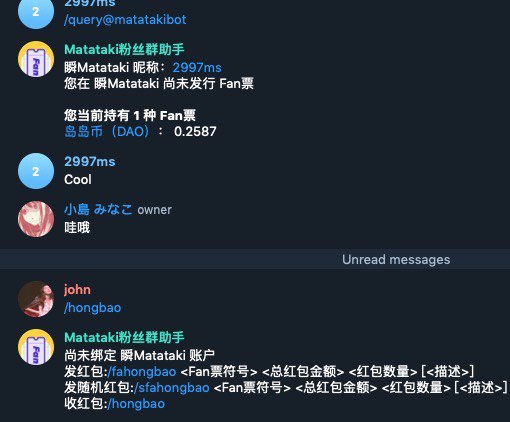 2997ms
2
/query@matatakibot
Matataki粉丝群助手
瞬Matataki 昵称：2997ms
您在 瞬Matataki 尚未发行 Fan票
您当前持有 1 种 Fan票
岛岛币（DAO）： 0.2587
Fan
2997ms
2
Cool
小島 みなこ owner
哇哦
Unread messages
john
/hongbao
Matataki粉丝群助手
尚未绑定 瞬Matataki 账户
发红包:/fahongbao <Fan票符号> <总红包金额> <红包数量> [<描述>]
发随机红包:/sfahongbao <Fan票符号> <总红包金额> <红包数量> [<描述>]
收红包:/hongbao
Fan